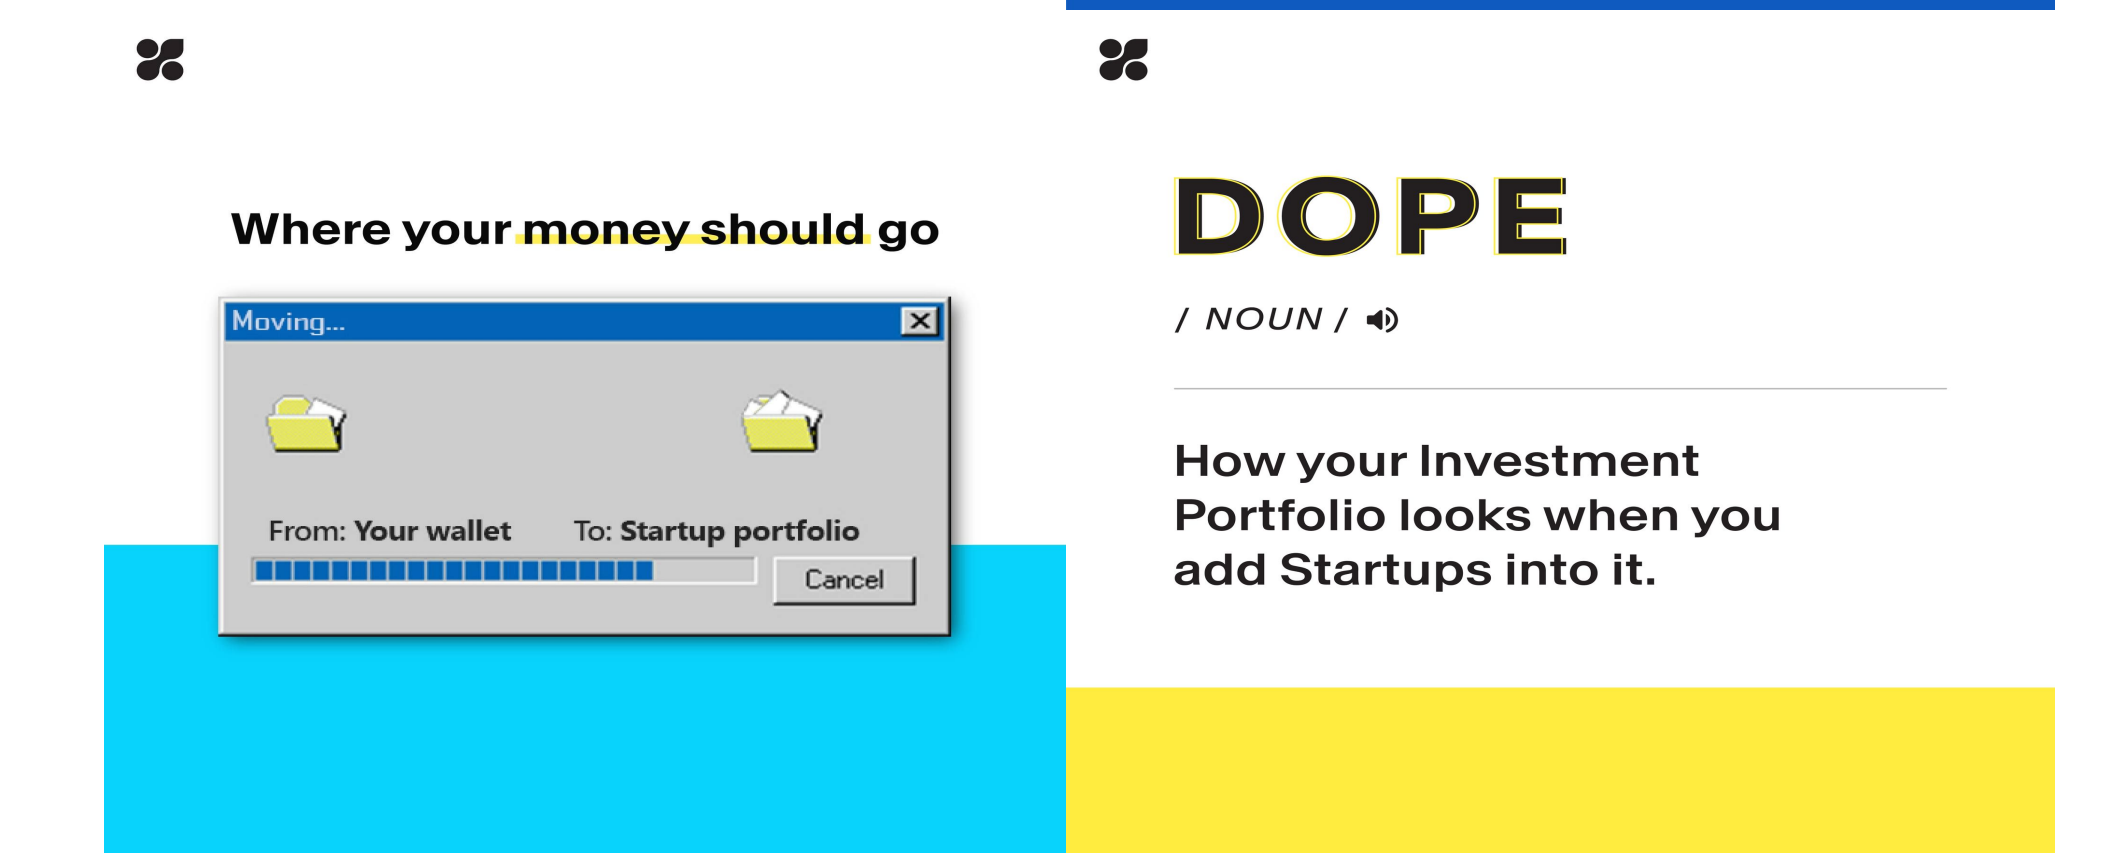 Where your money should go
Moving...
From: Your wallet To: Startup portfolio
Cancel
DOPE
/ NOUN /
How your Investment
Portfolio looks when you
add Startups into it.